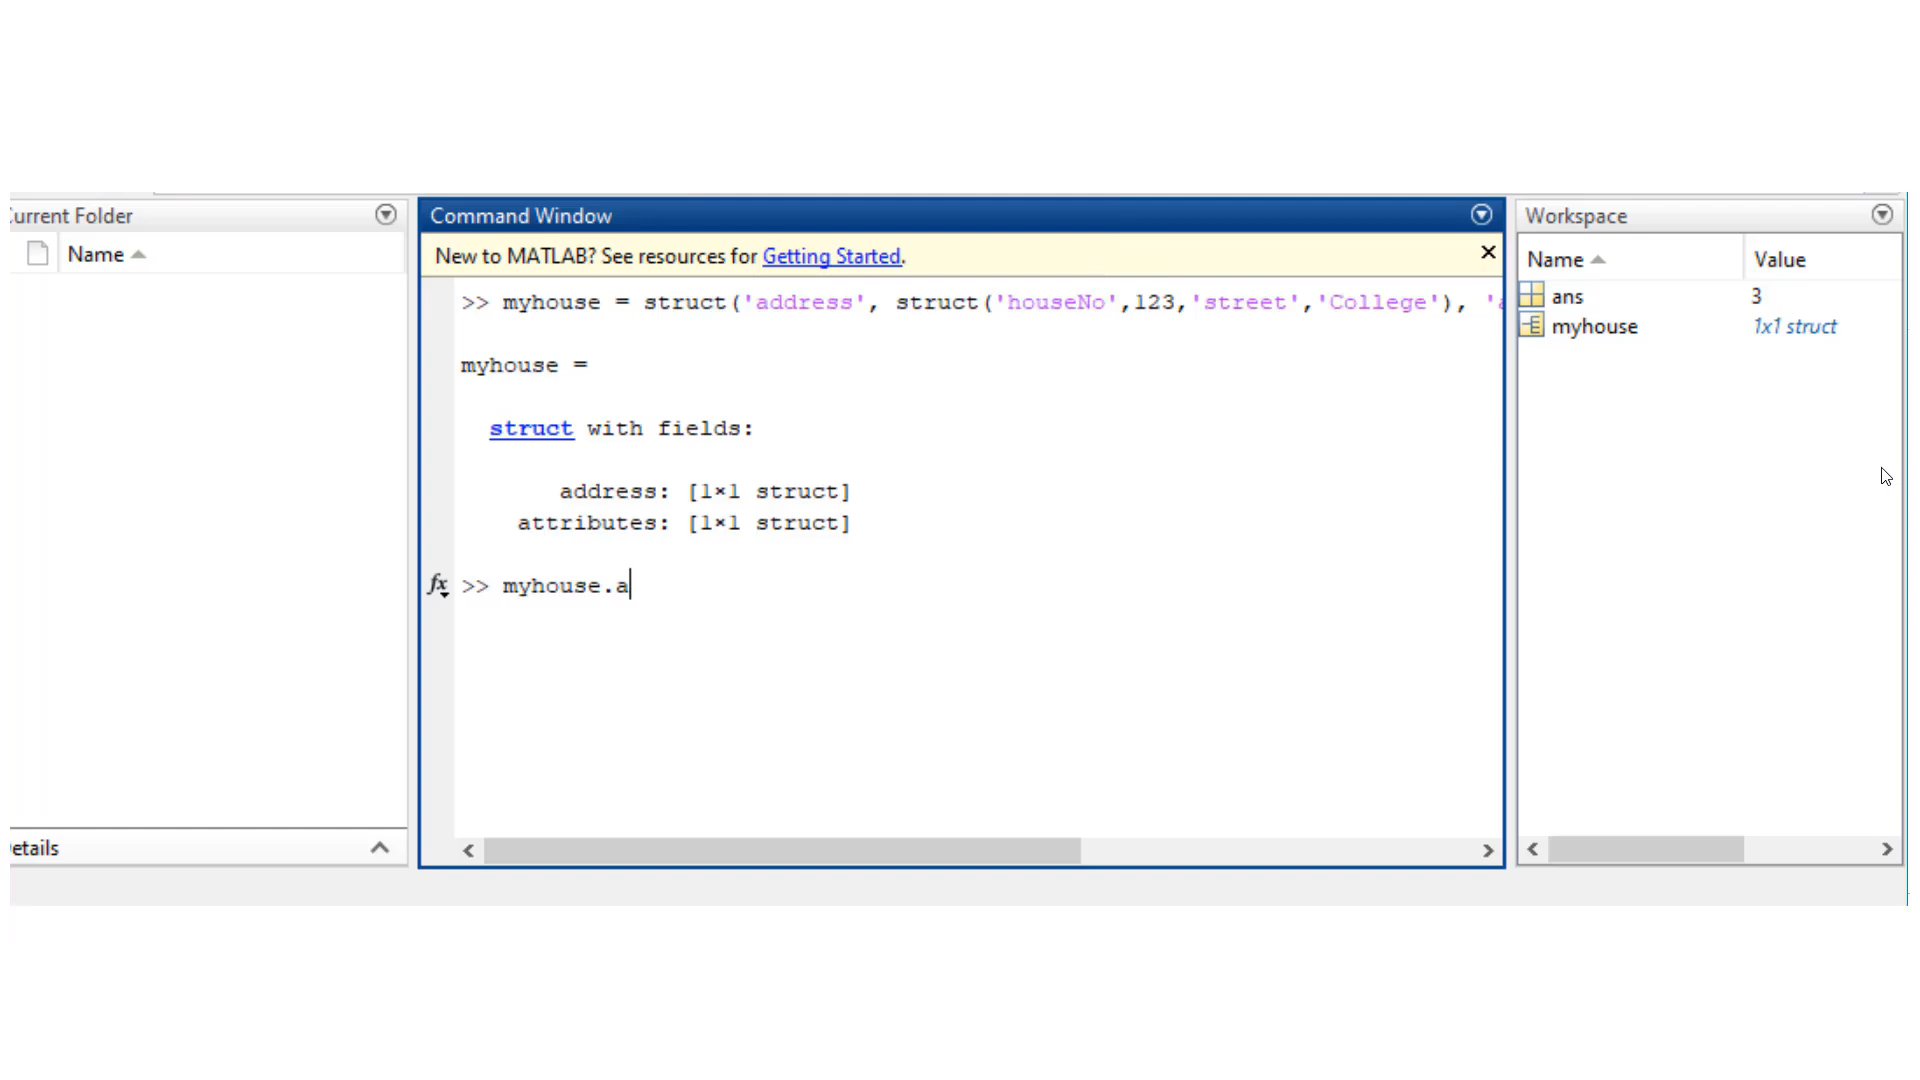 urrent Folder
Name
etails
Command Window
New to MATLAB? See resources for Getting Started.
>> myhouse = struct('address', struct('houseNo',123,'street','College'), '
myhouse =
struct with fields:
address: [1×1 struct]
attributes: [1×1 struct]
fx >> myhouse.a
Workspace
Name Value
ans 3
myhouse 1x1 struct